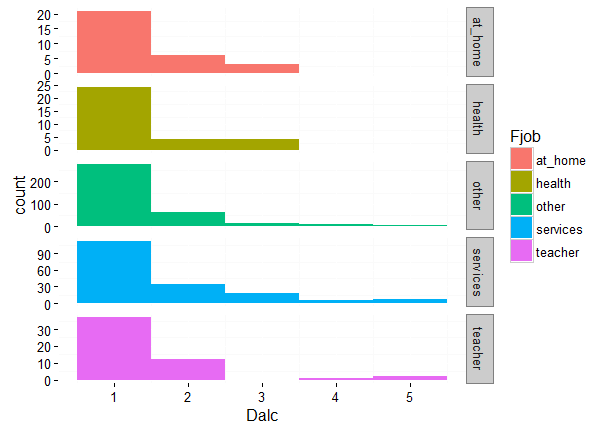 20
15
10
5
0
at_home
25
20
15
10
5
0
health
200
100
0
other
90
60
30
0
services
30
20
10
0
teacher
count
1 2 3 4 5
Dalc
Fjob
at_home
health
other
services
teacher